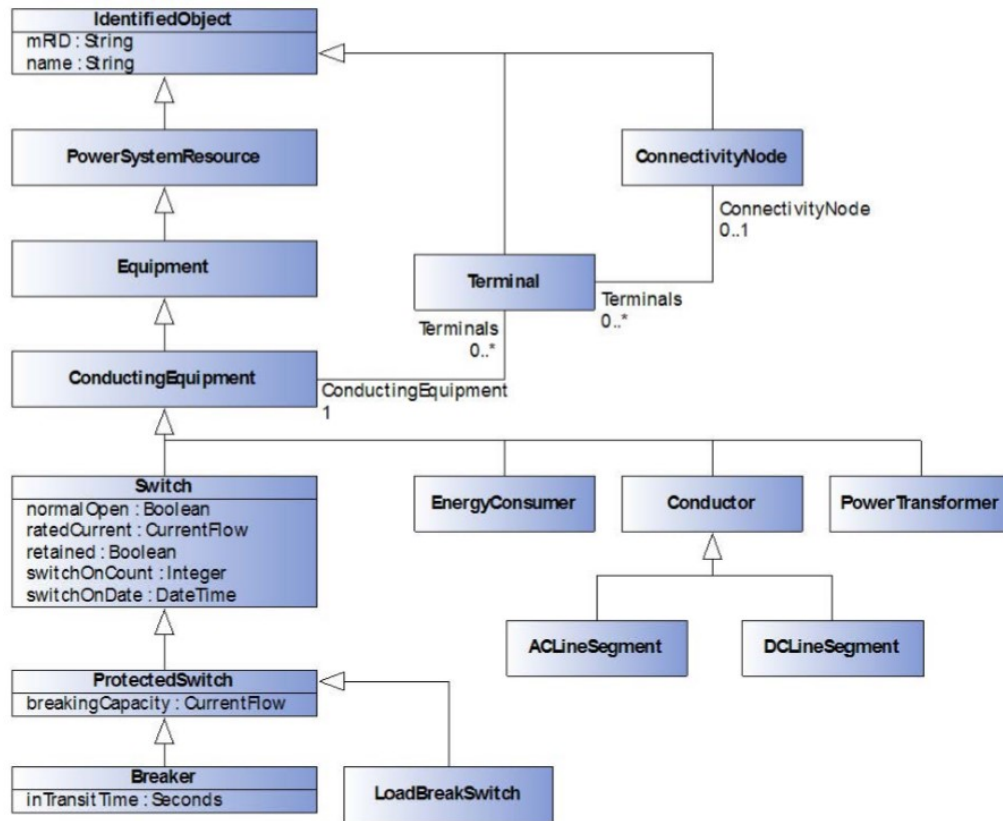 IdentifiedObject
mRID : String
name : String
PowerSystemResource
ConnectivityNode
ConnectivityNode
0..1
Equipment
Terminal
Terminals
0..*
Terminals
0..*
ConductingEquipment
ConductingEquipment
1
Switch
normalOpen : Boolean
ratedCurrent : CurrentFlow
retained : Boolean
switchOnCount : Integer
switchOnDate : DateTime
EnergyConsumer
Conductor
PowerTransformer
ACLineSegment
DCLineSegment
ProtectedSwitch
breakingCapacity : CurrentFlow
Breaker
inTransitTime : Seconds
LoadBreakSwitch